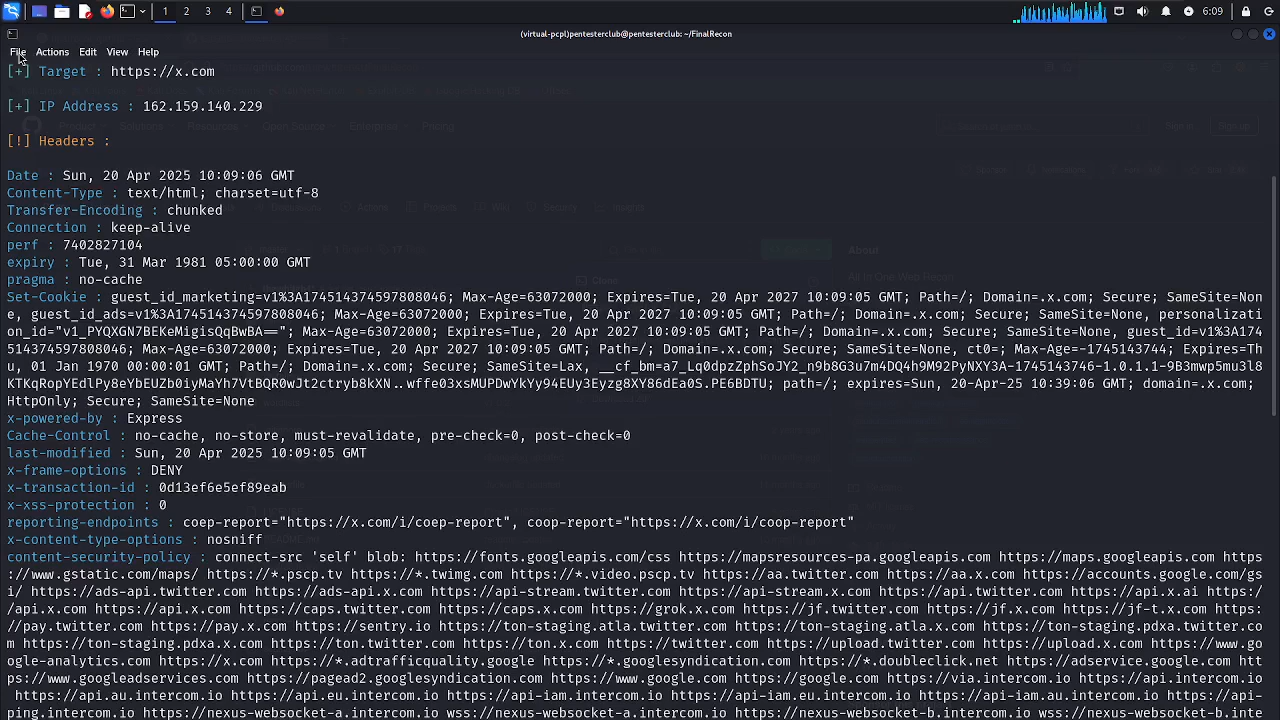 1 2 3 4 6:09
(virtual-pcpl)pentesterclub@pentesterclub: ~/FinalRecon
File Actions Edit View Help
[+] Target : https://x.com
[+] IP Address : 162.159.140.229
[!] Headers :
Date : Sun, 20 Apr 2025 10:09:06 GMT
Content-Type : text/html; charset=utf-8
Transfer-Encoding : chunked
Connection : keep-alive
perf : 7402827104
expiry : Tue, 31 Mar 1981 05:00:00 GMT
pragma : no-cache
Set-Cookie : guest_id_marketing=v1%3A174514374597808046; Max-Age=63072000; Expires=Tue, 20 Apr 2027 10:09:05 GMT; Path=/; Domain=.x.com; Secure; SameSite=Non
e, guest_id_ads=v1%3A174514374597808046; Max-Age=63072000; Expires=Tue, 20 Apr 2027 10:09:05 GMT; Path=/; Domain=.x.com; Secure; SameSite=None, personalizati
on_id="v1_PYQXGN7BEKeMigisQqBwBA=="; Max-Age=63072000; Expires=Tue, 20 Apr 2027 10:09:05 GMT; Path=/; Domain=.x.com; Secure; SameSite=None, guest_id=v1%3A174
514374597808046; Max-Age=63072000; Expires=Tue, 20 Apr 2027 10:09:05 GMT; Path=/; Domain=.x.com; Secure; SameSite=None, ct0=; Max-Age=-1745143744; Expires=Th
u, 01 Jan 1970 00:00:01 GMT; Path=/; Domain=.x.com; Secure; SameSite=Lax, __cf_bm=a7_Lq0dpzZphSoJY2_n9b8G3u7m4DQ4h9M92PyNXY3A-1745143746-1.0.1.1-9B3mwp5mu3l8
KTKqRopYEdlPy8eYbEUZb0iyMaYh7VtBQR0wJt2ctryb8kXN..wffe03xsMUPDwYkYy94EUy3Eyzg8XY86dEa0S.PE6BDTU; path=/; expires=Sun, 20-Apr-25 10:39:06 GMT; domain=.x.com;
HttpOnly; Secure; SameSite=None
x-powered-by : Express
Cache-Control : no-cache, no-store, must-revalidate, pre-check=0, post-check=0
last-modified : Sun, 20 Apr 2025 10:09:05 GMT
x-frame-options : DENY
x-transaction-id : 0d13ef6e5ef89eab
x-xss-protection : 0
reporting-endpoints : coep-report="https://x.com/i/coep-report", coop-report="https://x.com/i/coop-report"
x-content-type-options : nosniff
content-security-policy : connect-src 'self' blob: https://fonts.googleapis.com/css https://mapsresources-pa.googleapis.com https://maps.googleapis.com https
://www.gstatic.com/maps/ https://*.pscp.tv https://*.twimg.com https://*.video.pscp.tv https://aa.twitter.com https://aa.x.com https://accounts.google.com/gs
i/ https://ads-api.twitter.com https://ads-api.x.com https://api-stream.twitter.com https://api-stream.x.com https://api.twitter.com https://api.x.ai https:/
/api.x.com https://caps.twitter.com https://caps.x.com https://grok.x.com https://jf.twitter.com https://jf.x.com https://jf-t.x.com https:
//pay.twitter.com https://pay.x.com https://sentry.io https://ton-staging.atla.twitter.com https://ton-staging.atla.x.com https://ton-staging.pdxa.twitter.co
m https://ton-staging.pdxa.x.com https://ton.twitter.com https://ton.x.com https://twitter.com https://upload.twitter.com https://upload.x.com https://www.go
ogle-analytics.com https://x.com https://*.adtrafficquality.google https://*.googlesyndication.com https://*.doubleclick.net https://adservice.google.com htt
ps://www.googleadservices.com https://pagead2.googlesyndication.com https://www.google.com https://via.intercom.io https://api.intercom.io
https://api.au.intercom.io https://api.eu.intercom.io https://api-iam.intercom.io https://api-iam.eu.intercom.io https://api-iam.au.intercom.io https://api-
ping.intercom.io https://nexus-websocket-a.intercom.io wss://nexus-websocket-a.intercom.io https://nexus-websocket-b.intercom.io wss://nexus-websocket-b.inte
About